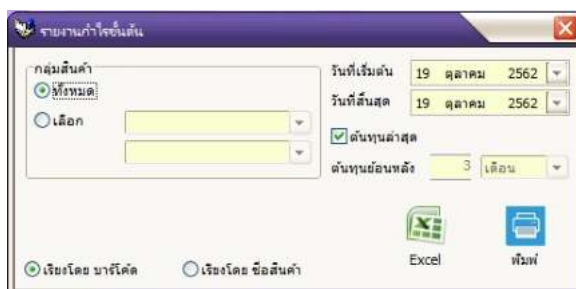 รายงานกำไรขั้นต้น
กลุ่มสินค้า
ทั้งหมด
เลือก
วันที่เริ่มต้น 19 ตุลาคม 2562
วันที่สิ้นสุด 19 ตุลาคม 2562
ต้นทุนล่าสุด
ต้นทุนย้อนหลัง 3 เดือน
Excel
พิมพ์
เรียงโดย บาร์โค้ด
เรียงโดย ชื่อสินค้า